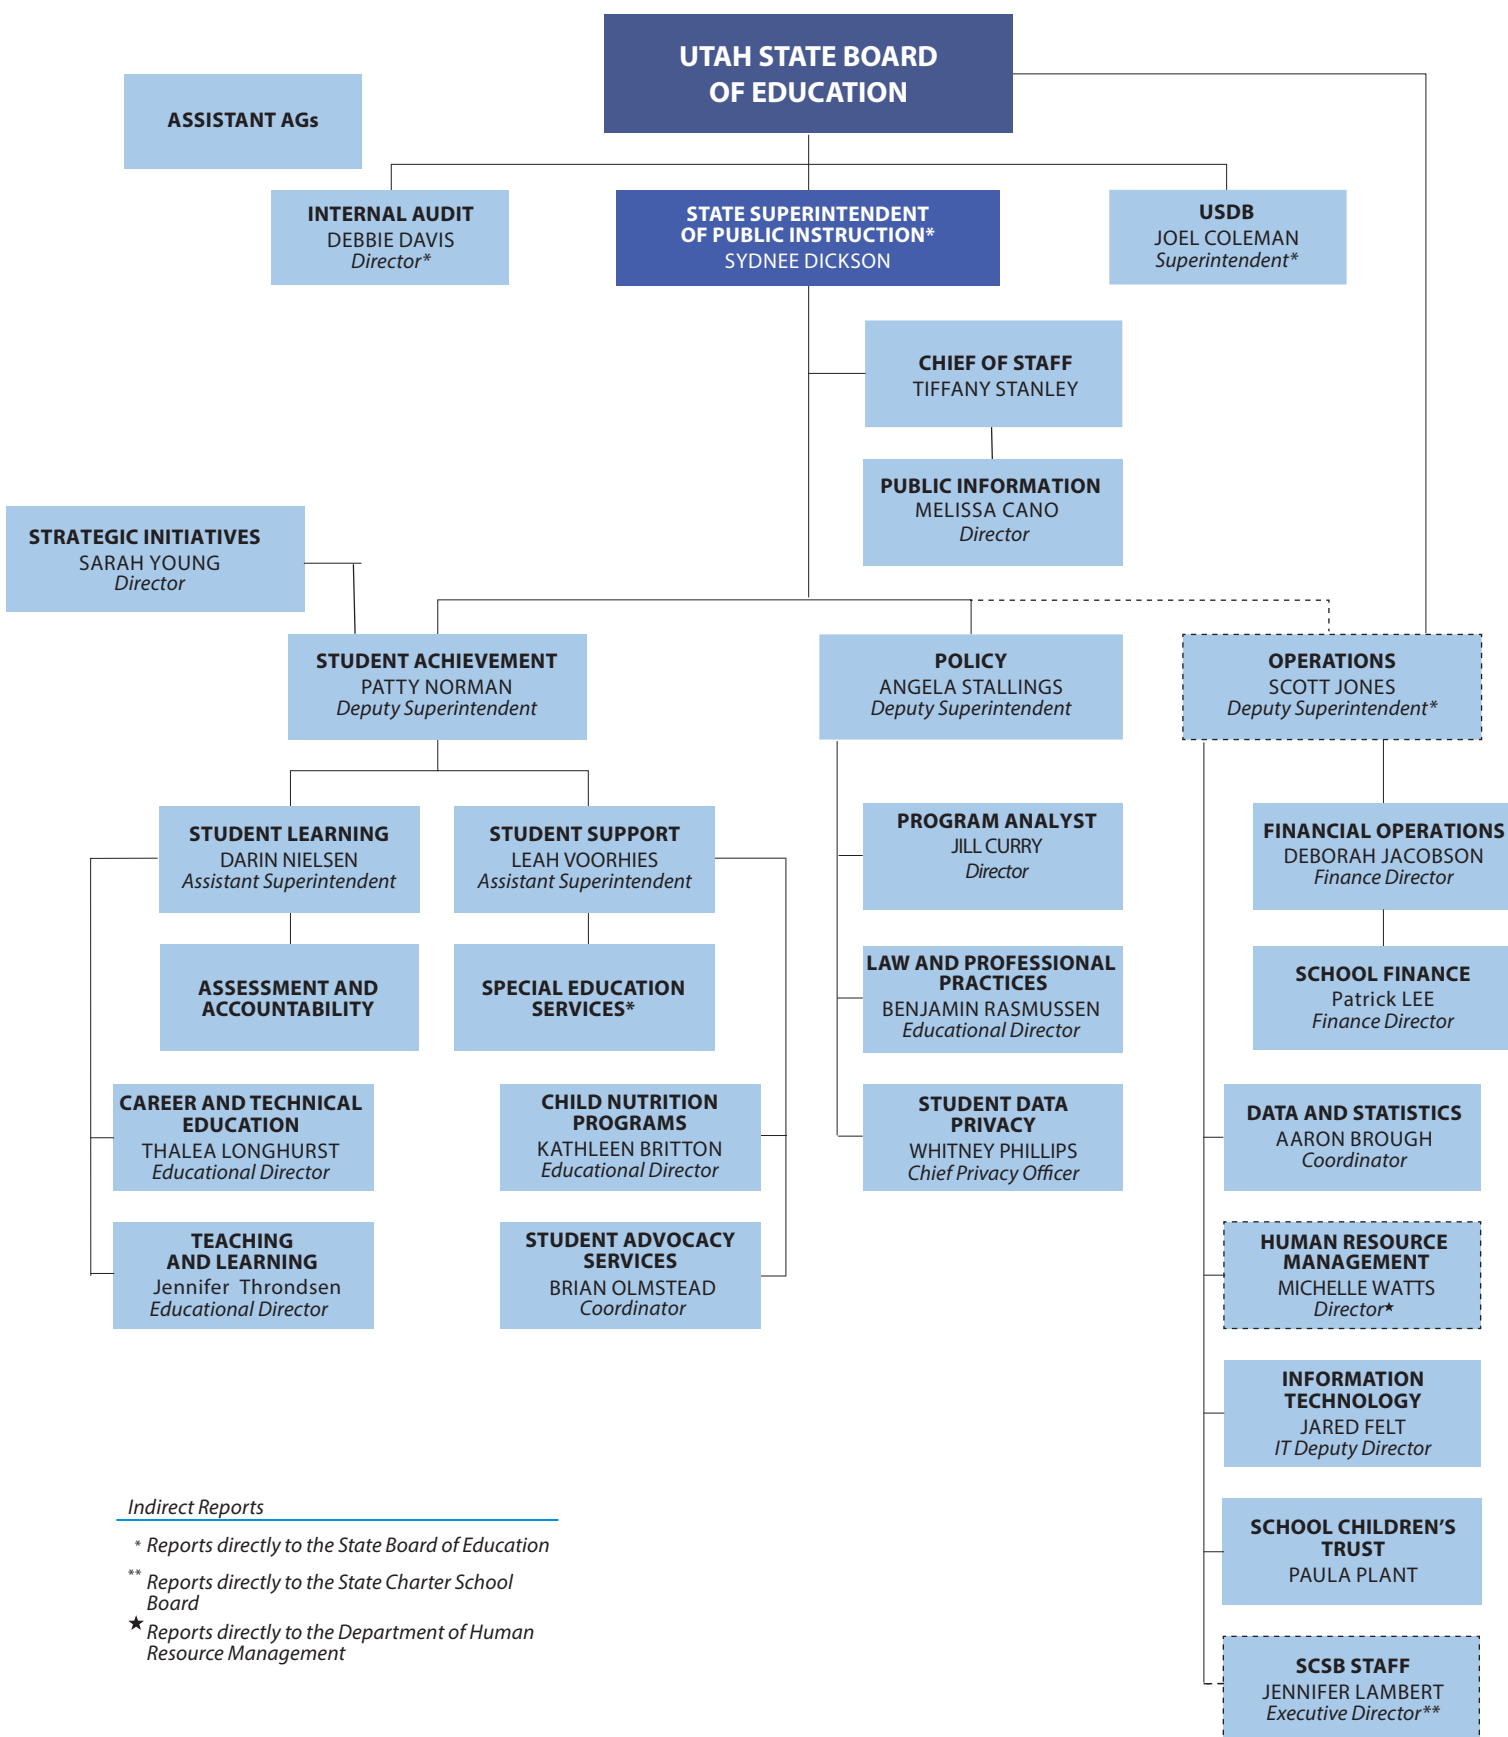 UTAH STATE BOARD
OF EDUCATION
ASSISTANT AGs
INTERNAL AUDIT
DEBBIE DAVIS
Director*
STATE SUPERINTENDENT
OF PUBLIC INSTRUCTION*
SYDNEE DICKSON
USDB
JOEL COLEMAN
Superintendent*
CHIEF OF STAFF
TIFFANY STANLEY
PUBLIC INFORMATION
MELISSA CANO
Director
STRATEGIC INITIATIVES
SARAH YOUNG
Director
STUDENT ACHIEVEMENT
PATTY NORMAN
Deputy Superintendent
POLICY
ANGELA STALLINGS
Deputy Superintendent
OPERATIONS
SCOTT JONES
Deputy Superintendent*
STUDENT LEARNING
DARIN NIELSEN
Assistant Superintendent
STUDENT SUPPORT
LEAH VOORHIES
Assistant Superintendent
PROGRAM ANALYST
JILL CURRY
Director
FINANCIAL OPERATIONS
DEBORAH JACOBSON
Finance Director
ASSESSMENT AND
ACCOUNTABILITY
SPECIAL EDUCATION
SERVICES*
LAW AND PROFESSIONAL
PRACTICES
BENJAMIN RASMUSSEN
Educational Director
SCHOOL FINANCE
Patrick LEE
Finance Director
CAREER AND TECHNICAL
EDUCATION
THALEA LONGHURST
Educational Director
CHILD NUTRITION
PROGRAMS
KATHLEEN BRITTON
Educational Director
STUDENT DATA
PRIVACY
WHITNEY PHILLIPS
Chief Privacy Officer
DATA AND STATISTICS
AARON BROUGH
Coordinator
TEACHING
AND LEARNING
Jennifer Throndsen
Educational Director
STUDENT ADVOCACY
SERVICES
BRIAN OLMSTEAD
Coordinator
HUMAN RESOURCE
MANAGEMENT
MICHELLE WATTS
Director★
INFORMATION
TECHNOLOGY
JARED FELT
IT Deputy Director
SCHOOL CHILDREN'S
TRUST
PAULA PLANT
SCSB STAFF
JENNIFER LAMBERT
Executive Director**
Indirect Reports
* Reports directly to the State Board of Education
** Reports directly to the State Charter School
Board
★ Reports directly to the Department of Human
Resource Management